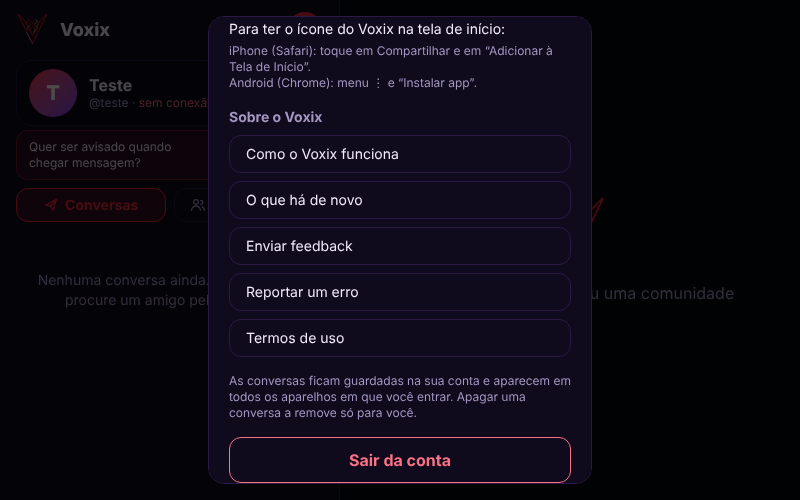 Voxix
T
Teste
@teste · sem conexã
Quer ser avisado quando
chegar mensagem?
Conversas
Nenhuma conversa ainda.
procure um amigo pel
u uma comunidade
Para ter o ícone do Voxix na tela de início:
iPhone (Safari): toque em Compartilhar e em “Adicionar à
Tela de Início”.
Android (Chrome): menu ⋮ e “Instalar app”.
Sobre o Voxix
Como o Voxix funciona
O que há de novo
Enviar feedback
Reportar um erro
Termos de uso
As conversas ficam guardadas na sua conta e aparecem em
todos os aparelhos em que você entrar. Apagar uma
conversa a remove só para você.
Sair da conta